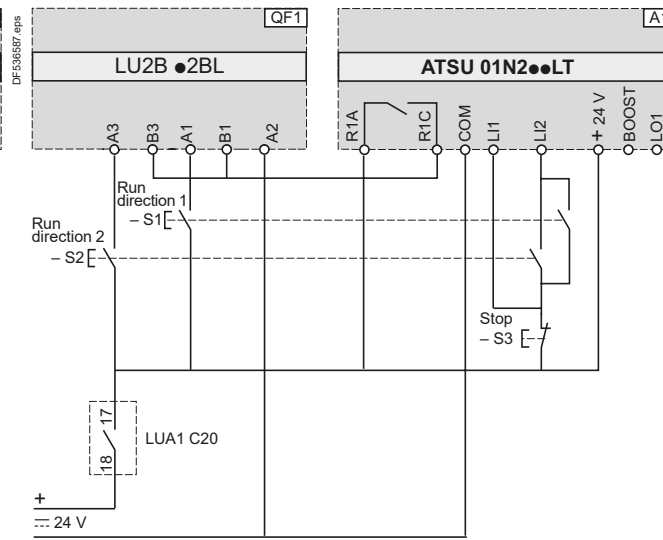 DF536587.eps
QF1
A1
LU2B ●2BL
ATSU 01N2●●LT
A3
B3
A1
B1
A2
R1A
R1C
COM
LI1
LI2
+ 24 V
BOOST
LO1
Run
direction 1
– S1
Run
direction 2
– S2
Stop
– S3
17
18
LUA1 C20
+
24 V